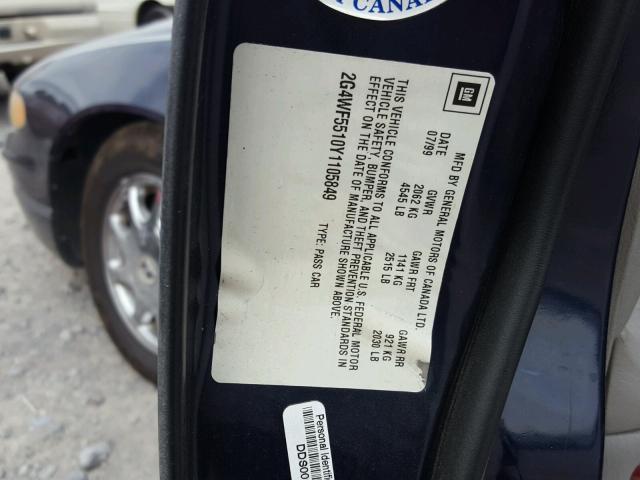 CANAD
GM
MFD BY GENERAL MOTORS OF CANADA LTD.
DATE GVWR GAWR FRT GAWR RR
07/99 2062 KG 1141 KG 921 KG
4545 LB 2515 LB 2030 LB
THIS VEHICLE CONFORMS TO ALL APPLICABLE U.S. FEDERAL MOTOR
VEHICLE SAFETY, BUMPER, AND THEFT PREVENTION STANDARDS IN
EFFECT ON THE DATE OF MANUFACTURE SHOWN ABOVE.
2G4WF5510Y1105849 TYPE: PASS CAR
Personal Identifi
DDS00